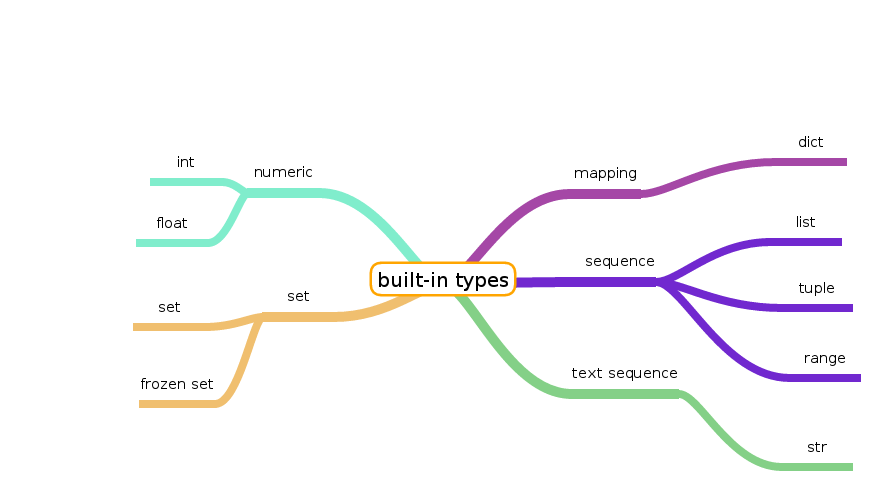 built-in types
numeric
int
float
set
set
frozen set
mapping
dict
sequence
list
tuple
range
text sequence
str